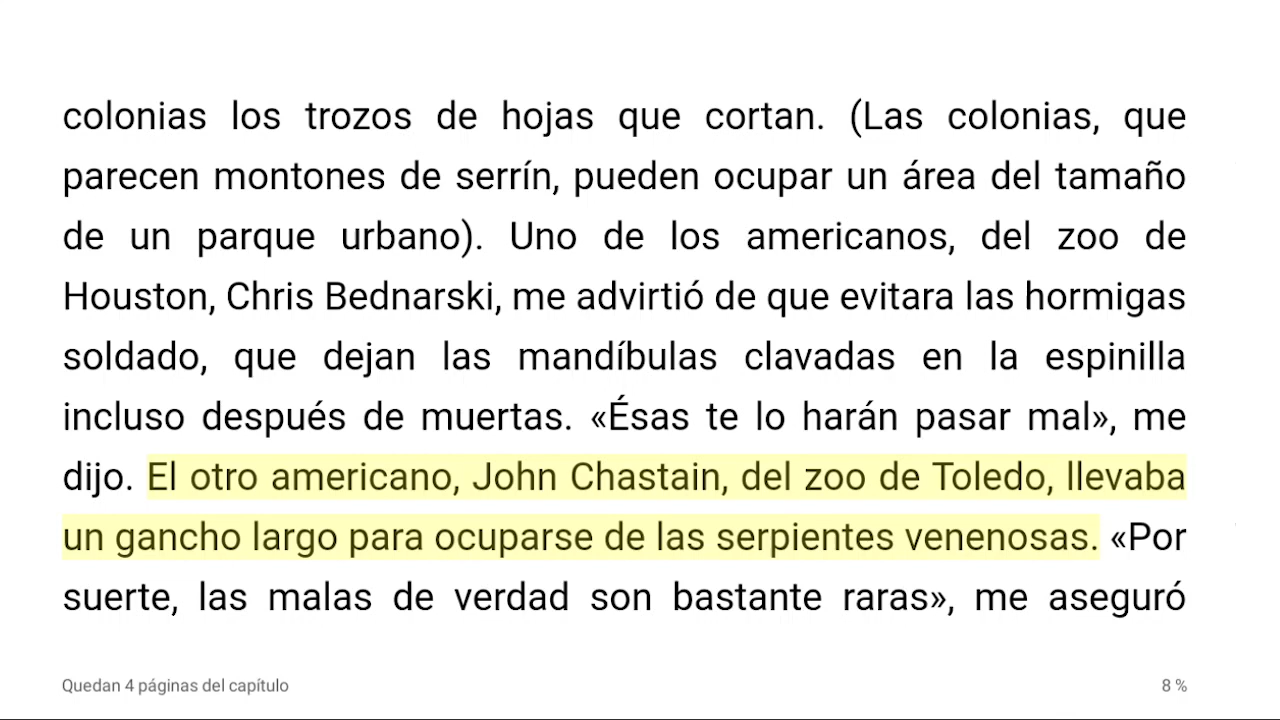 colonias los trozos de hojas que cortan. (Las colonias, que
parecen montones de serrín, pueden ocupar un área del tamaño
de un parque urbano). Uno de los americanos, del zoo de
Houston, Chris Bednarski, me advirtió de que evitara las hormigas
soldado, que dejan las mandíbulas clavadas en la espinilla
incluso después de muertas. «Ésas te lo harán pasar mal», me
dijo. El otro americano, John Chastain, del zoo de Toledo, llevaba
un gancho largo para ocuparse de las serpientes venenosas. «Por
suerte, las malas de verdad son bastante raras», me aseguró
Quedan 4 páginas del capítulo
8 %